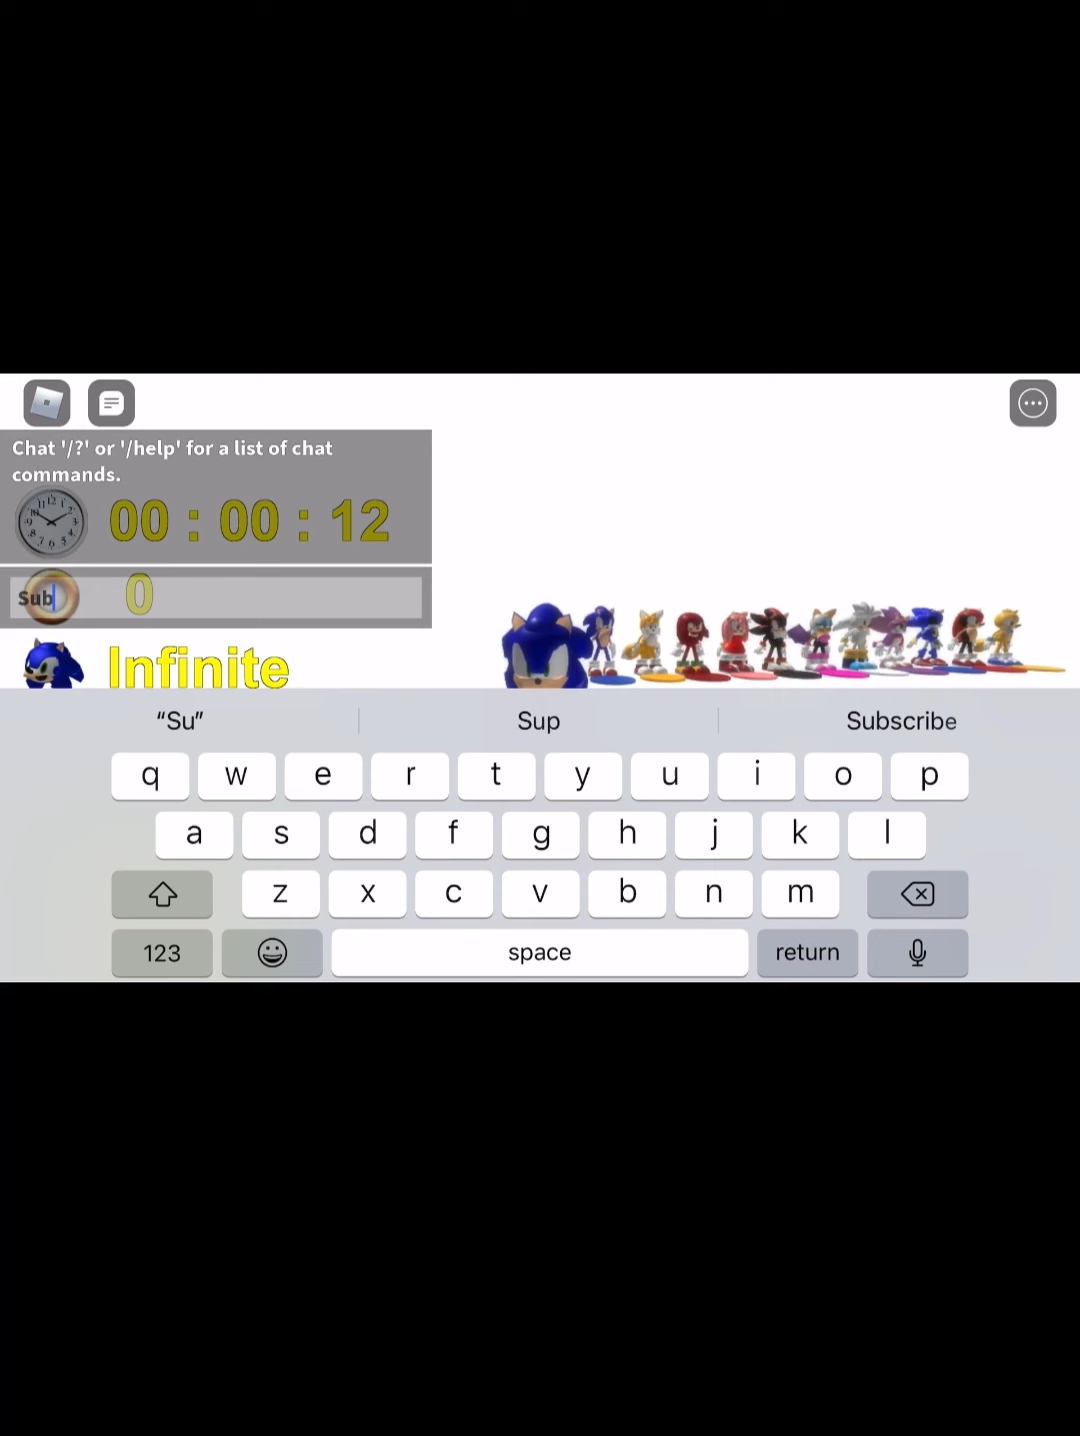 Chat '/?' or '/help' for a list of chat
commands.
00 : 00 : 12
Sub
0
Infinite
“Su”
Sup
Subscribe
q w e r t y u i o p
a s d f g h j k l
z x c v b n m
123
space
return